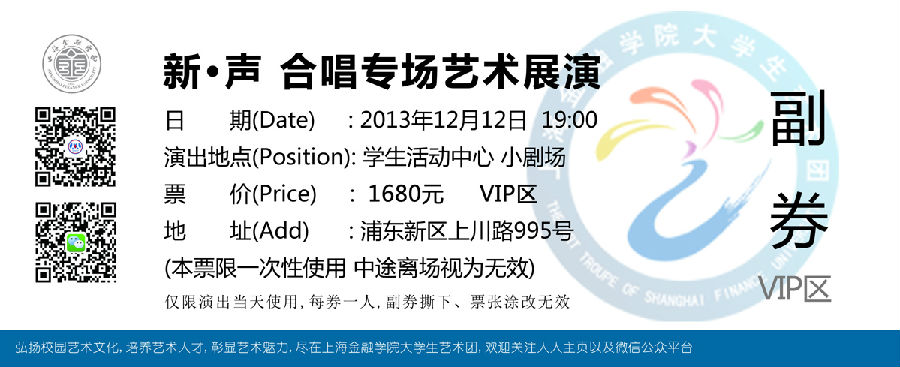 新·声 合唱专场艺术展演
日 期(Date) : 2013年12月12日 19:00
演出地点(Position): 学生活动中心 小剧场
票 价(Price) : 1680元 VIP区
地 址(Add) : 浦东新区上川路995号
(本票限一次性使用 中途离场视为无效)
仅限演出当天使用, 每券一人, 副券撕下、票张涂改无效
副券
VIP区
弘扬校园艺术文化, 培养艺术人才, 彰显艺术魅力, 尽在上海金融学院大学生艺术团, 欢迎关注人人主页以及微信公众平台